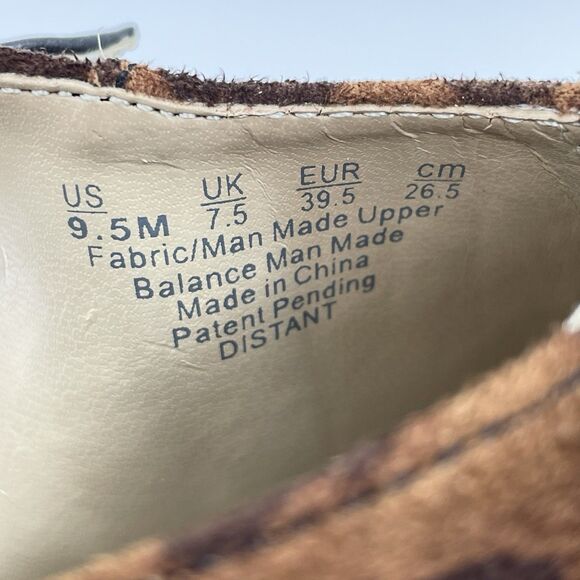 US UK EUR cm
9.5M 7.5 39.5 26.5
Fabric/Man Made Upper
Balance Man Made
Made in China
Patent Pending
DISTANT